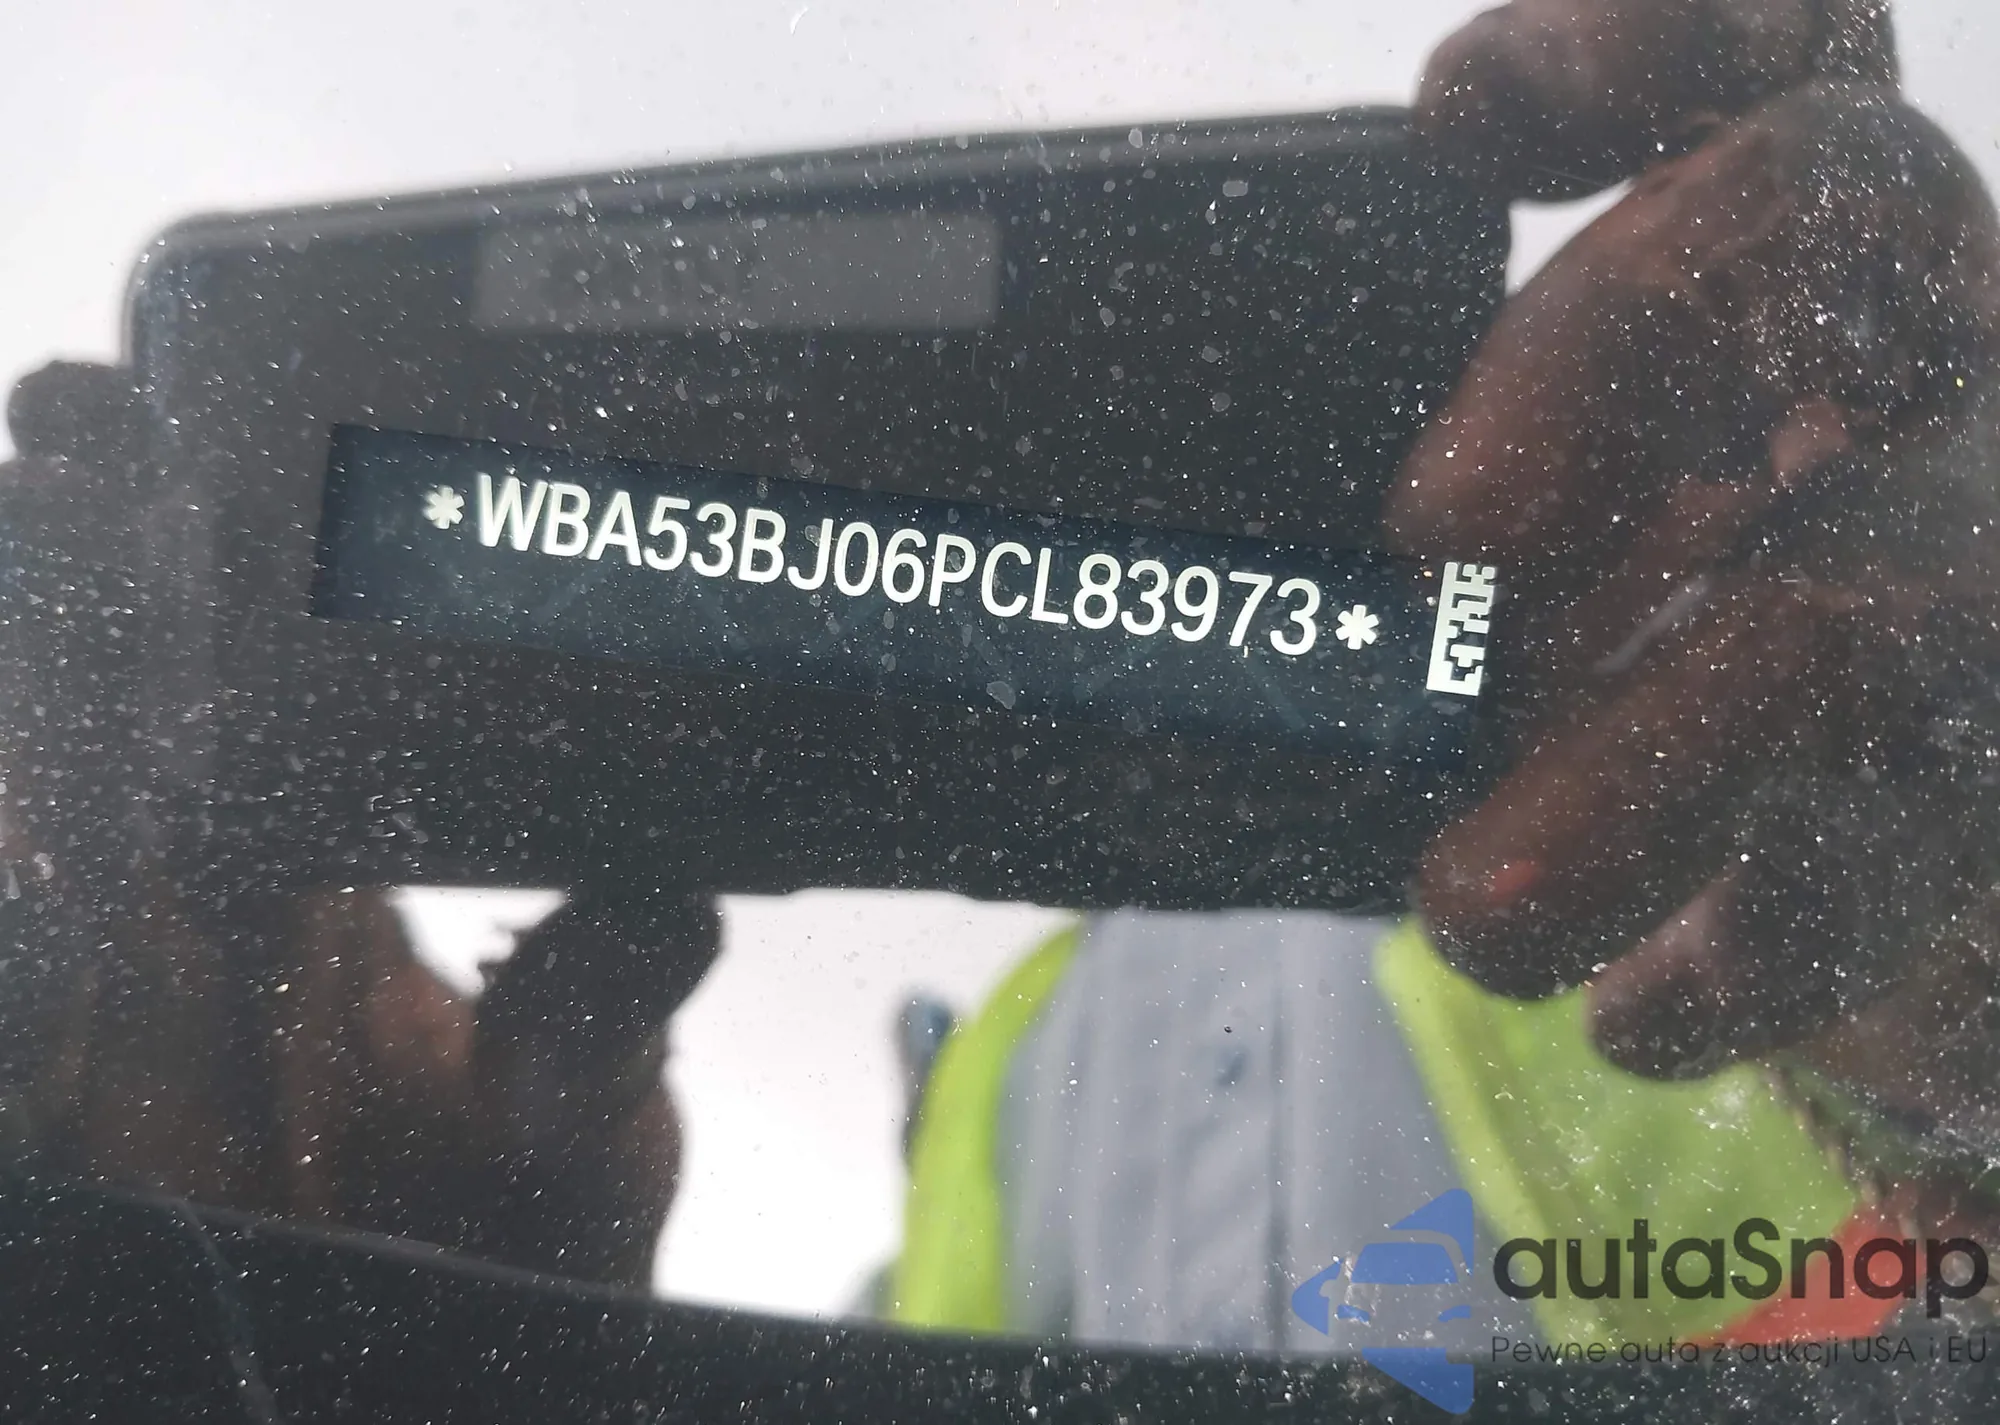 *WBA53BJ06PCL83973*
autaSnap
Pewne auta z aukcji USA i EU